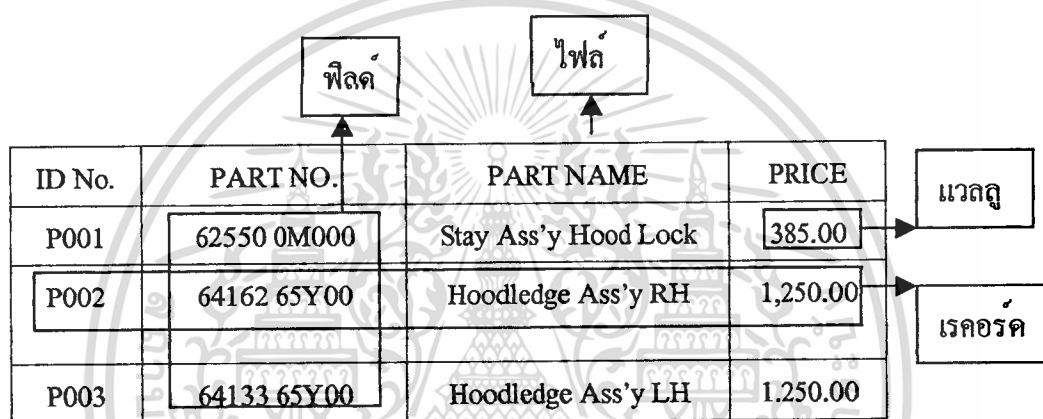 ฟิลด์ ไฟล์
ID No. PART NO. PART NAME PRICE
แวลลู
P001 62550 0M000 Stay Ass'y Hood Lock 385.00
P002 64162 65Y00 Hoodledge Ass'y RH 1,250.00
เรคอร์ด
P003 64133 65Y00 Hoodledge Ass'y LH 1.250.00